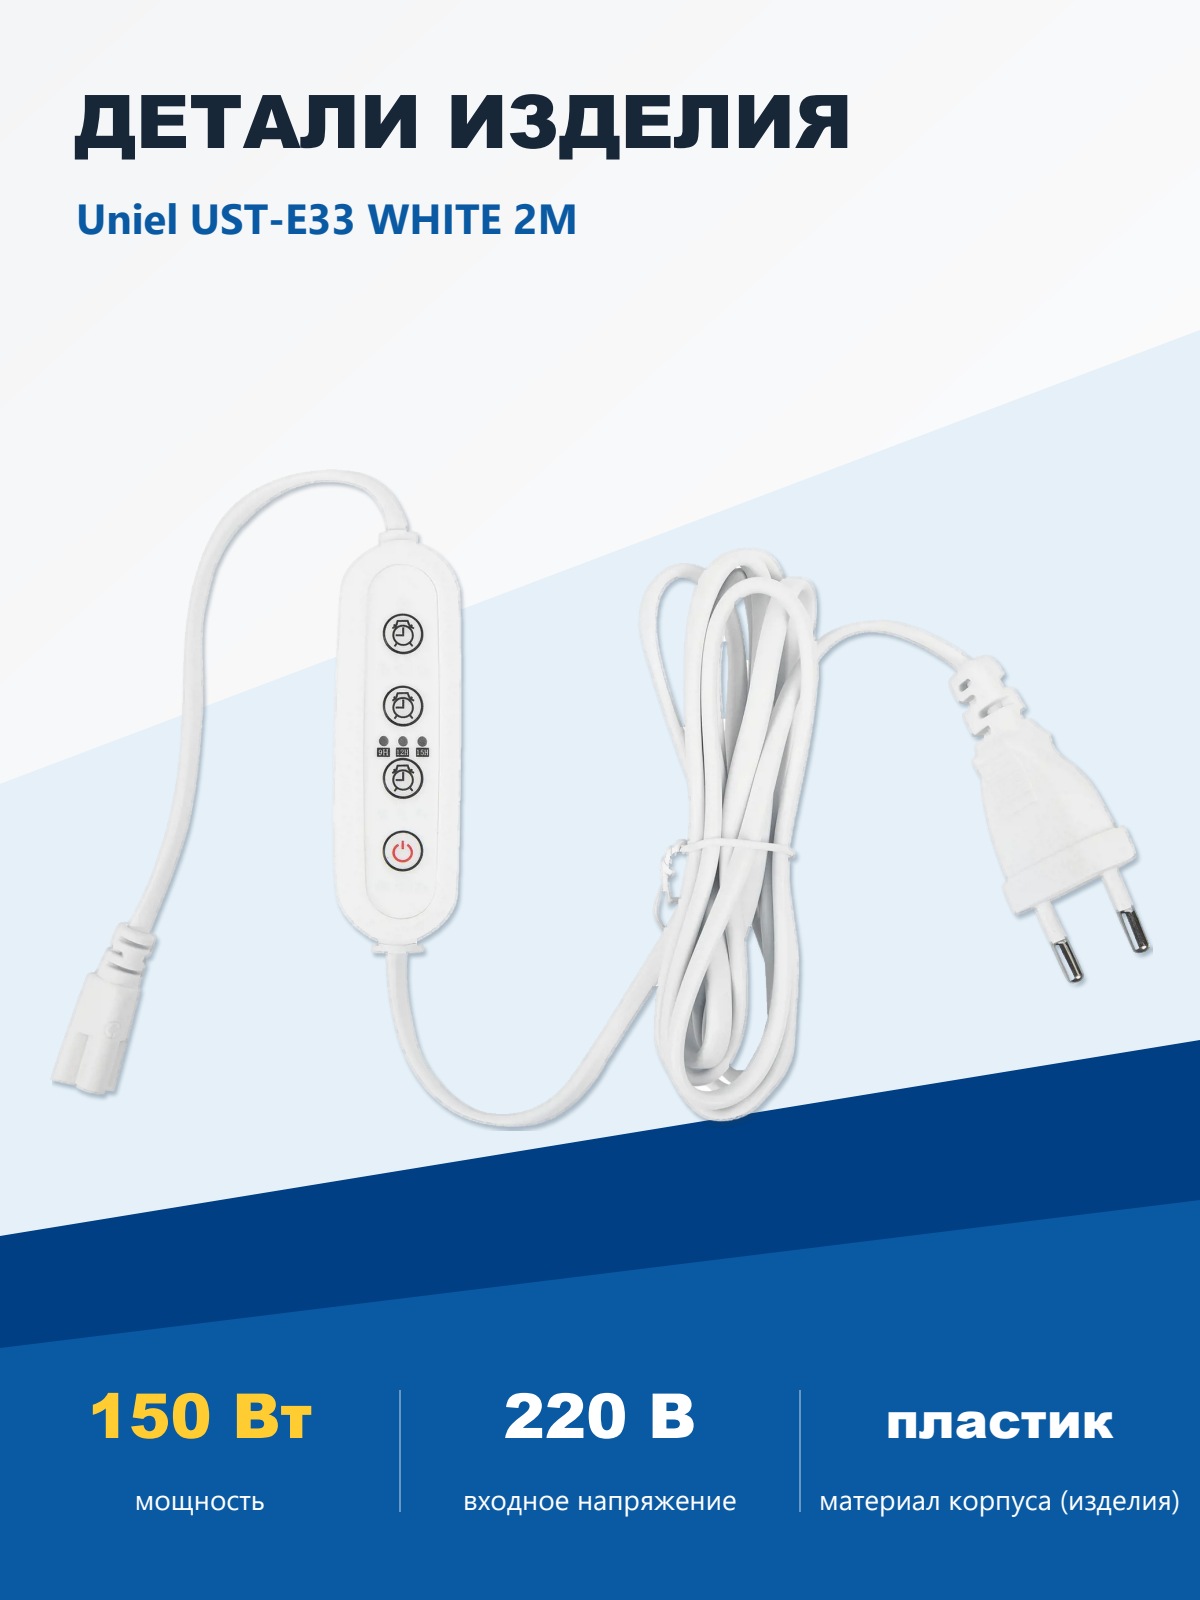 ДЕТАЛИ ИЗДЕЛИЯ
Uniel UST-E33 WHITE 2M
9H 12H 15H
150 Вт
220 В
пластик
мощность
входное напряжение
материал корпуса (изделия)